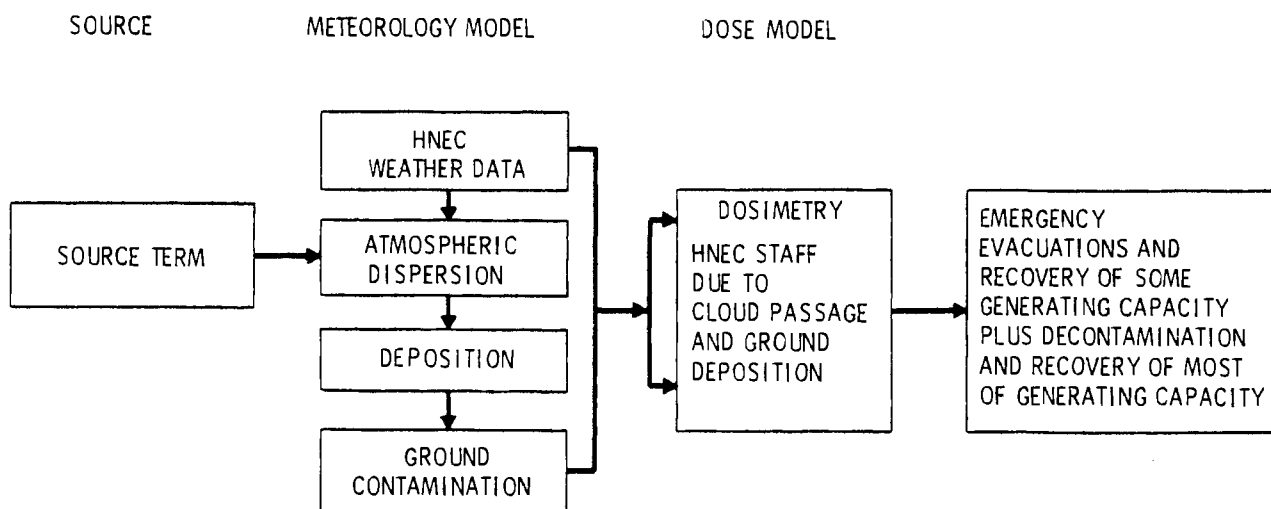 SOURCE
METEOROLOGY MODEL
DOSE MODEL
SOURCE TERM
HNEC
WEATHER DATA
ATMOSPHERIC
DISPERSION
DEPOSITION
GROUND
CONTAMINATION
DOSIMETRY
HNEC STAFF
DUE TO
CLOUD PASSAGE
AND GROUND
DEPOSITION
EMERGENCY
EVACUATIONS AND
RECOVERY OF SOME
GENERATING CAPACITY
PLUS DECONTAMINATION
AND RECOVERY OF MOST
OF GENERATING CAPACITY